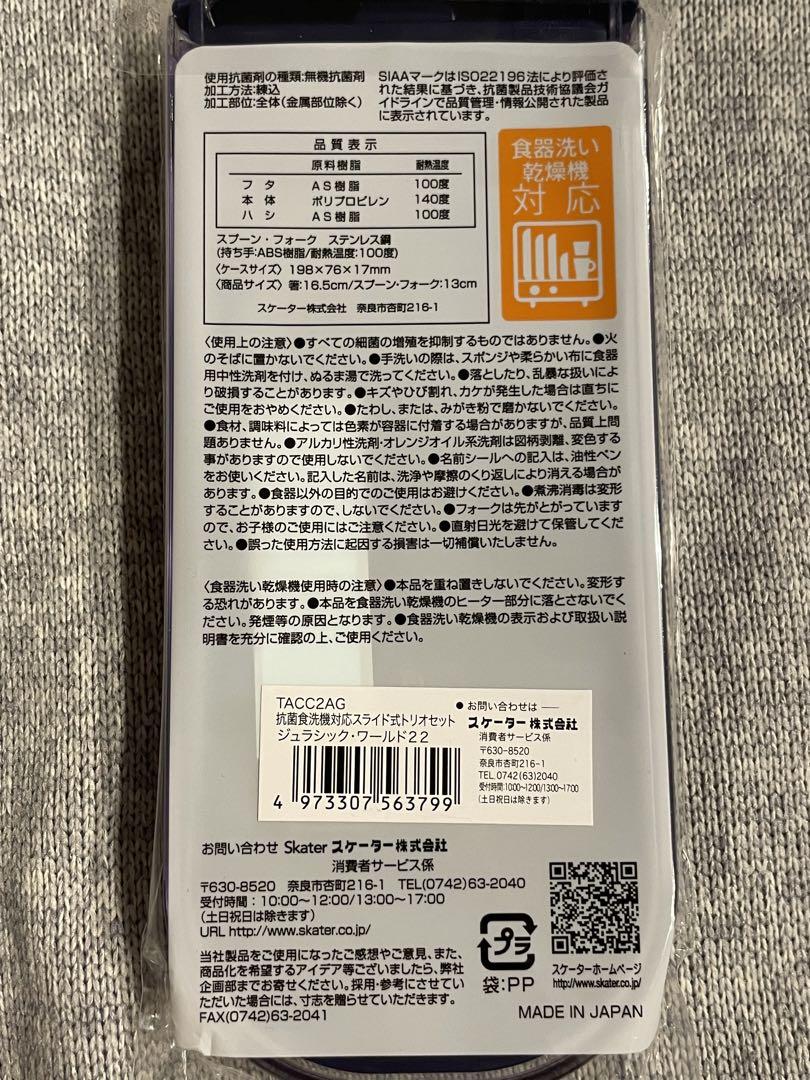 使用抗菌剤の種類:無機抗菌剤
加工方法:練込
加工部位:全体(金属部位除く)
SIAAマークはISO22196法により評価さ
れた結果に基づき、抗菌製品技術協議会ガ
イドラインで品質管理・情報公開された製品
に表示されています。
品質表示
原料樹脂 耐熱温度
フタ AS樹脂 100度
本体 ポリプロピレン 140度
ハシ AS樹脂 100度
スプーン・フォーク ステンレス鋼
(持ち手:ABS樹脂/耐熱温度:100度)
〈ケースサイズ〉198×76×17mm
〈商品サイズ〉箸:16.5cm/スプーン・フォーク:13cm
スケーター株式会社 奈良市杏町216-1
食器洗い
乾燥機
対応
〈使用上の注意〉●すべての細菌の増殖を抑制するものではありません。●火
のそばに置かないでください。●手洗いの際は、スポンジや柔らかい布に食器
用中性洗剤を付け、ぬるま湯で洗ってください。●落としたり、乱暴な扱いによ
り破損することがあります。●キズやひび割れ、カケが発生した場合は直ちに
ご使用をおやめください。●たわし、または、みがき粉で磨かないでください。
●食材、調味料によっては色素が容器に付着する場合がありますが、品質上問
題ありません。●アルカリ性洗剤・オレンジオイル系洗剤は図柄剥離、変色する
事がありますので使用しないでください。●名前シールへの記入は、油性ペン
をお使いください。記入した名前は、洗浄や摩擦のくり返しにより消える場合が
あります。●食器以外の目的でのご使用はお避けください。●煮沸消毒は変形
することがありますので、しないでください。●フォークは先がとがっています
ので、お子様のご使用にはご注意ください。●直射日光を避けて保管してくだ
さい。●誤った使用方法に起因する損害は一切補償いたしません。
〈食器洗い乾燥機使用時の注意〉●本品を重ね置きしないでください。変形す
る恐れがあります。●本品を食器洗い乾燥機のヒーター部分に落とさないでく
ださい。発煙等の原因となります。●食器洗い乾燥機の表示および取扱い説
明書を充分に確認の上、ご使用ください。
TACC2AG
抗菌食洗機対応スライド式トリオセット
ジュラシック・ワールド22
4 973307 563799
●お問い合わせは
スケーター株式会社
消費者サービス係
〒630-8520
奈良市杏町216-1
TEL.0742(63)2040
受付時間:10:00〜12:00/13:00〜17:00
(土日祝日は除きます)
お問い合わせ Skater スケーター株式会社
消費者サービス係
〒630-8520 奈良市杏町216-1 TEL(0742)63-2040
受付時間:10:00〜12:00/13:00〜17:00
(土日祝日は除きます)
URL http://www.skater.co.jp/
当社製品をご使用になったご感想やご意見、また、
商品化を希望するアイデア等ございましたら、弊社
企画部までお寄せください。採用・参考にさせてい
ただいた場合には、寸志を贈らせていただきます。
FAX(0742)63-2041
プラ
袋:PP
スケーターホームページ
http://www.skater.co.jp/
MADE IN JAPAN